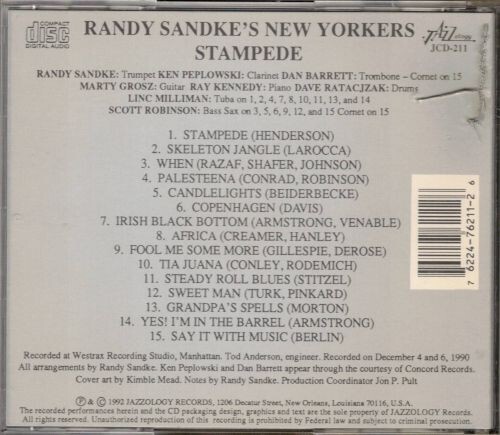 COMPACT
disc
DIGITAL AUDIO
RANDY SANDKE'S NEW YORKERS
STAMPEDE
JAZZology
JCD-211
RANDY SANDKE: Trumpet KEN PEPLOWSKI: Clarinet DAN BARRETT: Trombone – Cornet on 15
MARTY GROSZ: Guitar RAY KENNEDY: Piano DAVE RATACJZAK: Drums
LINC MILLIMAN: Tuba on 1, 2, 4, 7, 8, 10, 11, 13, and 14
SCOTT ROBINSON: Bass Sax on 3, 5, 6, 9, 12, and 15 Cornet on 15
1. STAMPEDE (HENDERSON)
2. SKELETON JANGLE (LAROCCA)
3. WHEN (RAZAF, SHAFER, JOHNSON)
4. PALESTEENA (CONRAD, ROBINSON)
5. CANDLELIGHTS (BEIDERBECKE)
6. COPENHAGEN (DAVIS)
7. IRISH BLACK BOTTOM (ARMSTRONG, VENABLE)
8. AFRICA (CREAMER, HANLEY)
9. FOOL ME SOME MORE (GILLESPIE, DEROSE)
10. TIA JUANA (CONLEY, RODEMICH)
11. STEADY ROLL BLUES (STITZEL)
12. SWEET MAN (TURK, PINKARD)
13. GRANDPA'S SPELLS (MORTON)
14. YES! I'M IN THE BARREL (ARMSTRONG)
15. SAY IT WITH MUSIC (BERLIN)
7 76224-76211-2 6
Recorded at Westrax Recording Studio, Manhattan. Tod Anderson, engineer. Recorded on December 4 and 6, 1990
All arrangements by Randy Sandke. Ken Peplowski and Dan Barrett appear through the courtesy of Concord Records.
Cover art by Kimble Mead. Notes by Randy Sandke. Production Coordinator Jon P. Pult
℗ & © 1992 JAZZOLOGY RECORDS, 1206 Decatur Street, New Orleans, Louisiana 70116, U.S.A.
The recorded performances herein and the CD packaging design, graphics and text are the sole property of JAZZOLOGY RECORDS.
All rights reserved. Unauthorized reproduction of this recording is prohibited by Federal law and subject to criminal prosecution.